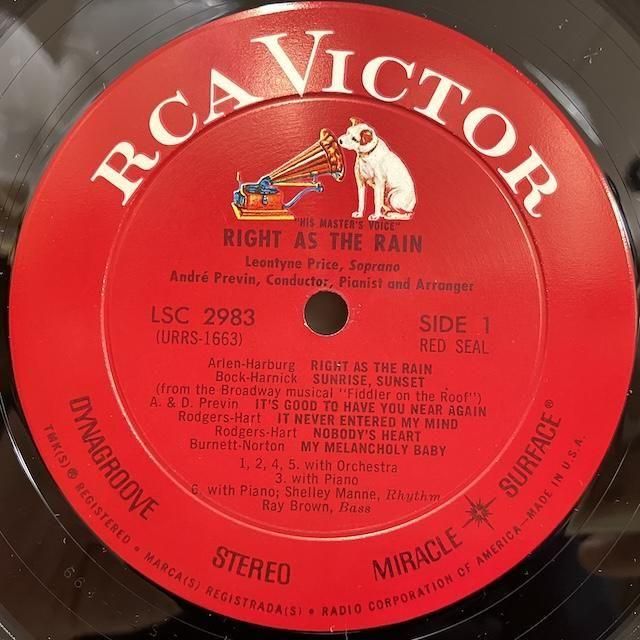 RCA VICTOR
"HIS MASTER'S VOICE"
RIGHT AS THE RAIN
Leontyne Price, Soprano
André Previn, Conductor, Pianist and Arranger
LSC 2983
(URRS-1663)
SIDE 1
RED SEAL
Arlen-Harburg RIGHT AS THE RAIN
Bock-Harnick SUNRISE, SUNSET
(from the Broadway musical "Fiddler on the Roof")
A. & D. Previn IT'S GOOD TO HAVE YOU NEAR AGAIN
Rodgers-Hart IT NEVER ENTERED MY MIND
Rodgers-Hart NOBODY'S HEART
Burnett-Norton MY MELANCHOLY BABY
1, 2, 4, 5. with Orchestra
3. with Piano
6. with Piano; Shelley Manne, Rhythm
Ray Brown, Bass
DYNAGROOVE
STEREO
MIRACLE SURFACE®
TMK(S) ® REGISTERED • MARCA(S) REGISTRADA(S) • RADIO CORPORATION OF AMERICA—MADE IN U.S.A.